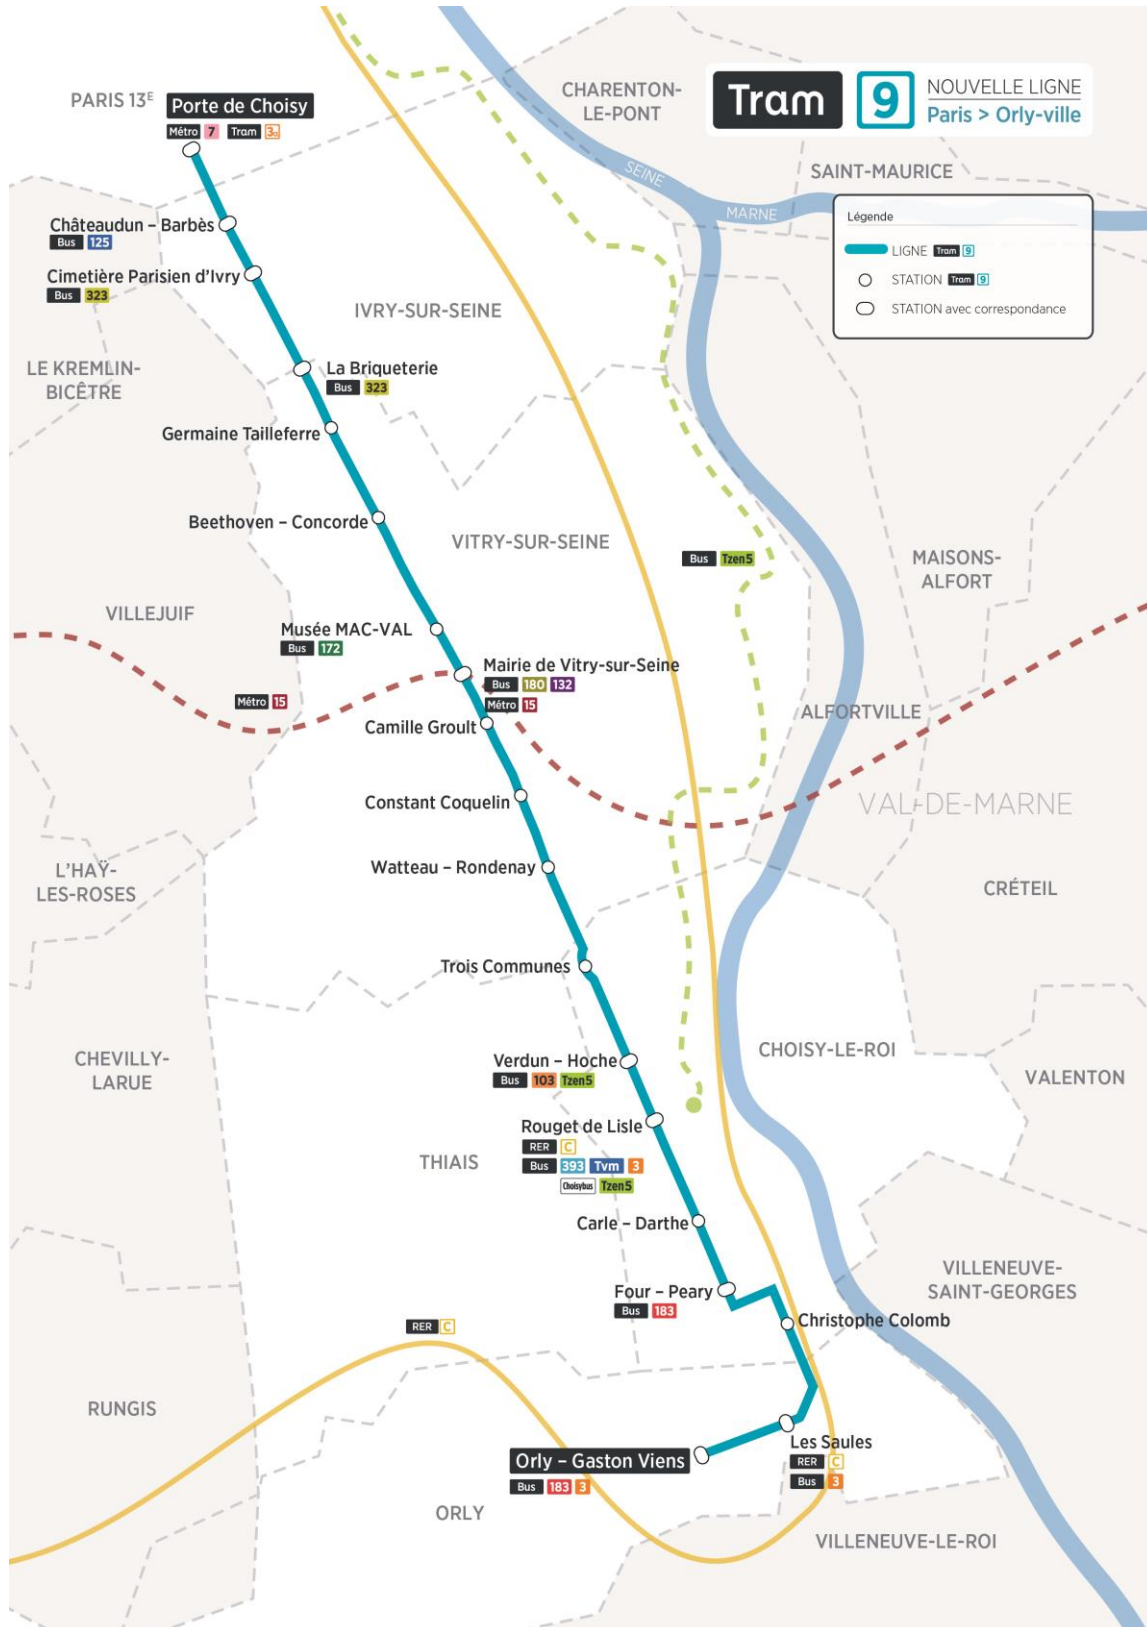 PARIS 13E
Porte de Choisy
Métro 7 Tram 3a
CHARENTON-
LE-PONT
Tram 9
NOUVELLE LIGNE
Paris > Orly-ville
SEINE
MARNE
SAINT-MAURICE
Légende
LIGNE Tram 9
STATION Tram 9
STATION avec correspondance
Châteaudun – Barbès
Bus 125
Cimetière Parisien d'Ivry
Bus 323
IVRY-SUR-SEINE
LE KREMLIN-
BICÊTRE
La Briqueterie
Bus 323
Germaine Tailleferre
Beethoven – Concorde
VITRY-SUR-SEINE
Bus Tzen5
MAISONS-
ALFORT
VILLEJUIF
Musée MAC-VAL
Bus 172
Mairie de Vitry-sur-Seine
Bus 180 132
Métro 15
Métro 15
Camille Groult
ALFORTVILLE
Constant Coquelin
VAL-DE-MARNE
Watteau – Rondenay
L'HAŸ-
LES-ROSES
CRÉTEIL
Trois Communes
CHEVILLY-
LARUE
CHOISY-LE-ROI
VALENTON
Verdun – Hoche
Bus 103 Tzen5
Rouget de Lisle
RER C
Bus 393 Tvm 3
Choisybus Tzen5
THIAIS
Carle – Darthe
VILLENEUVE-
SAINT-GEORGES
Four – Peary
Bus 183
Christophe Colomb
RER C
RUNGIS
Les Saules
RER C
Bus 3
Orly – Gaston Viens
Bus 183 3
ORLY
VILLENEUVE-LE-ROI